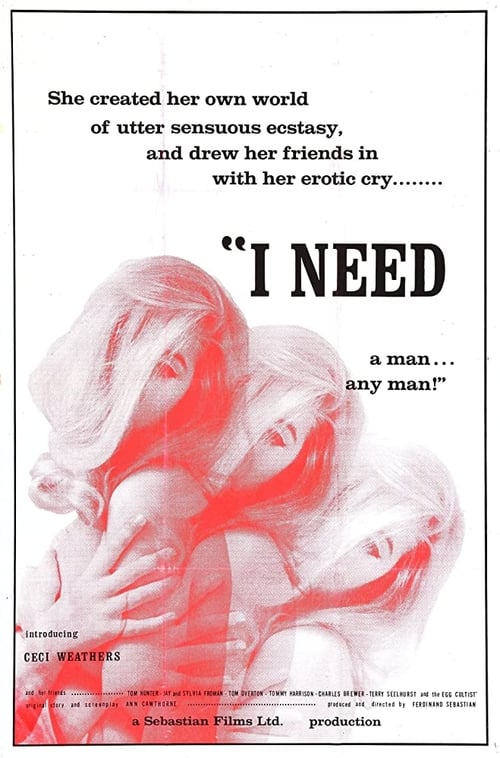 She created her own world
of utter sensuous ecstasy,
and drew her friends in
with her erotic cry........
"I NEED
a man...
any man!"
introducing
CECI WEATHERS
and her friends ................ TOM HUNTER · JAY and SYLVIA FROMAN · TOM OVERTON · TOMMY HARRISON · CHARLES BREWER · TERRY SEELHURST and the EGG CULTIST'
original story and screenplay ANN CAWTHORNE ........................................ produced and directed by FERDINAND SEBASTIAN
a Sebastian Films Ltd. production